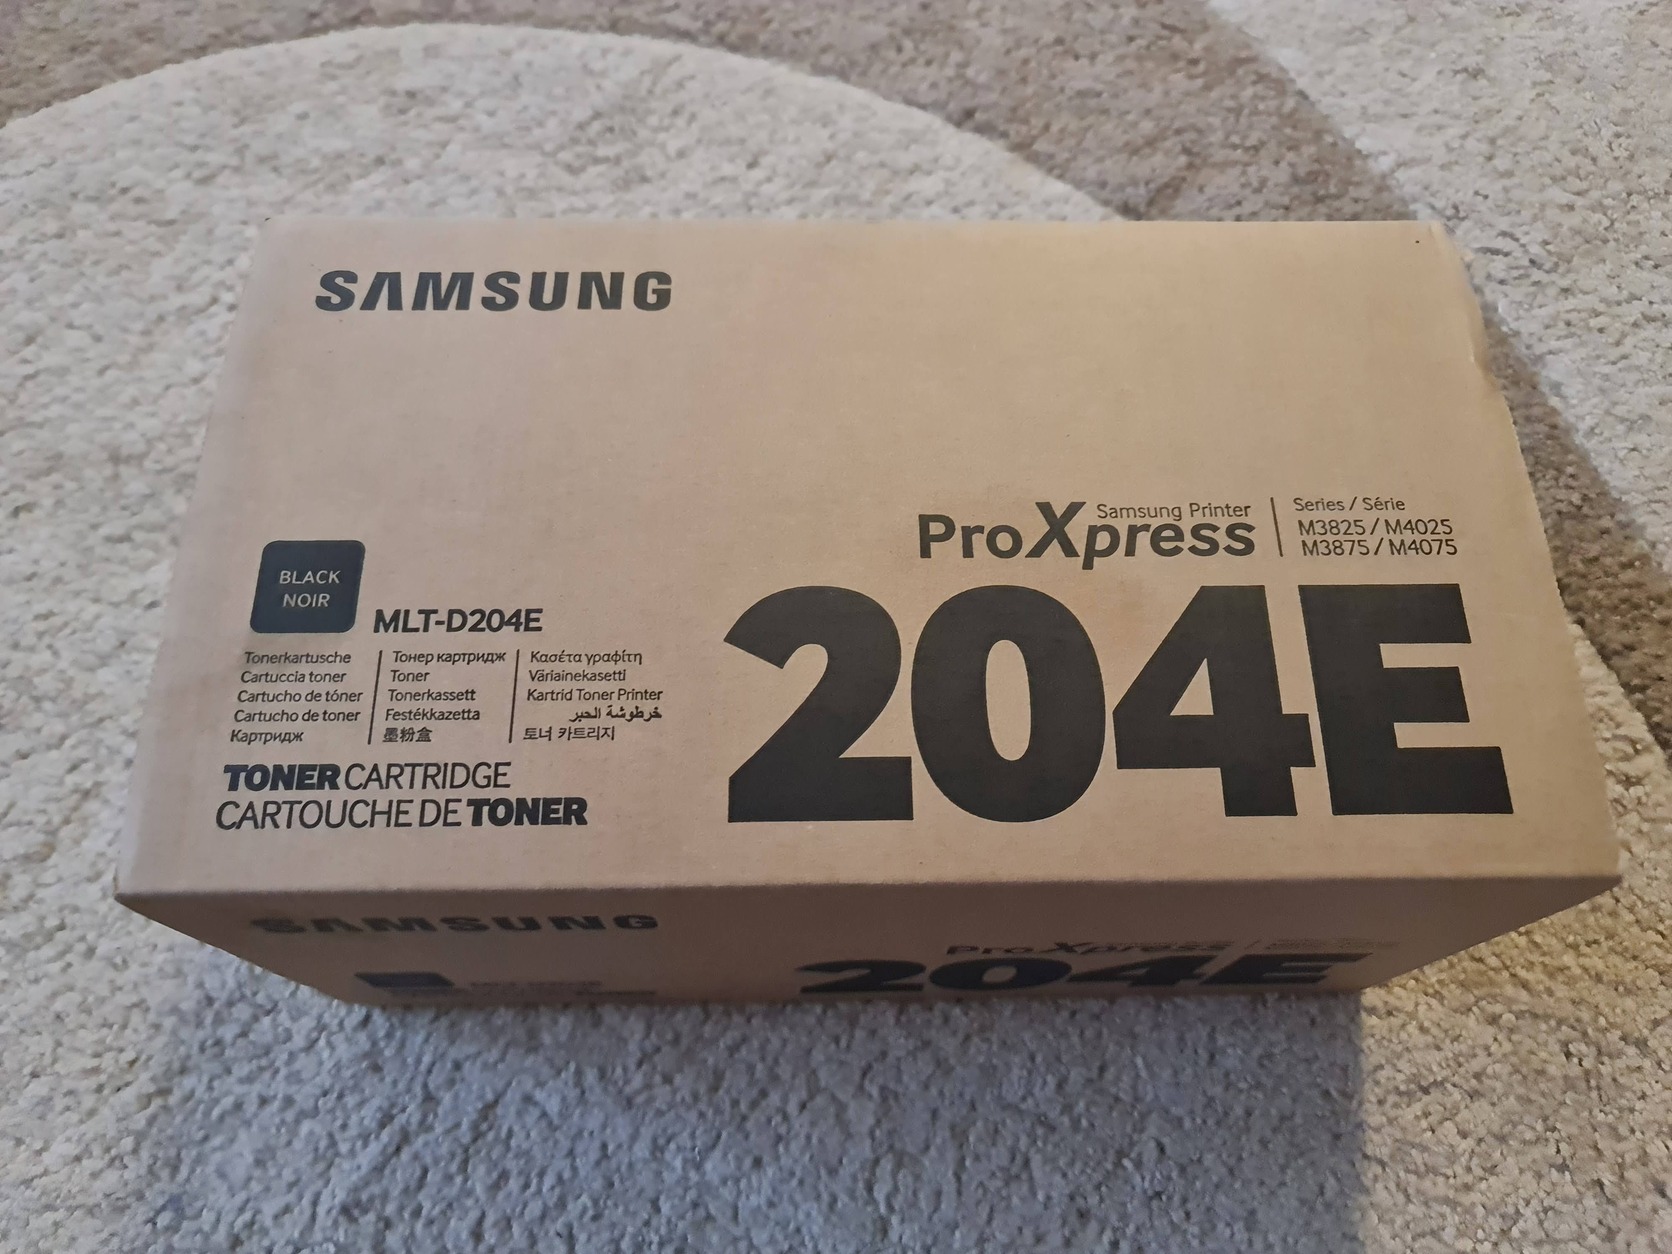 SAMSUNG
Samsung Printer
ProXpress
Series / Série
M3825 / M4025
M3875 / M4075
204E
BLACK
NOIR
MLT-D204E
Tonerkartusche
Cartuccia toner
Cartucho de tóner
Cartucho de toner
Картридж
Тонер картридж
Toner
Tonerkassett
Festékkazetta
墨粉盒
Κασέτα γραφίτη
Väriainekasetti
Kartrid Toner Printer
خرطوشة الحبر
토너 카트리지
TONER CARTRIDGE
CARTOUCHE DE TONER
SAMSUNG
ProXpress
204E